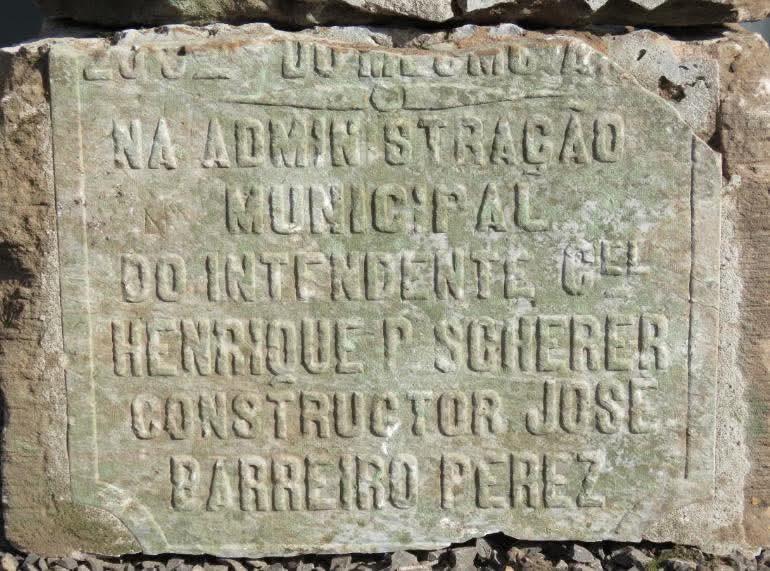 NA ADMINISTRAÇÃO
MUNICIPAL
DO INTENDENTE CEL
HENRIQUE P. SCHERER
CONSTRUCTOR JOSÉ
BARREIRO PEREZ